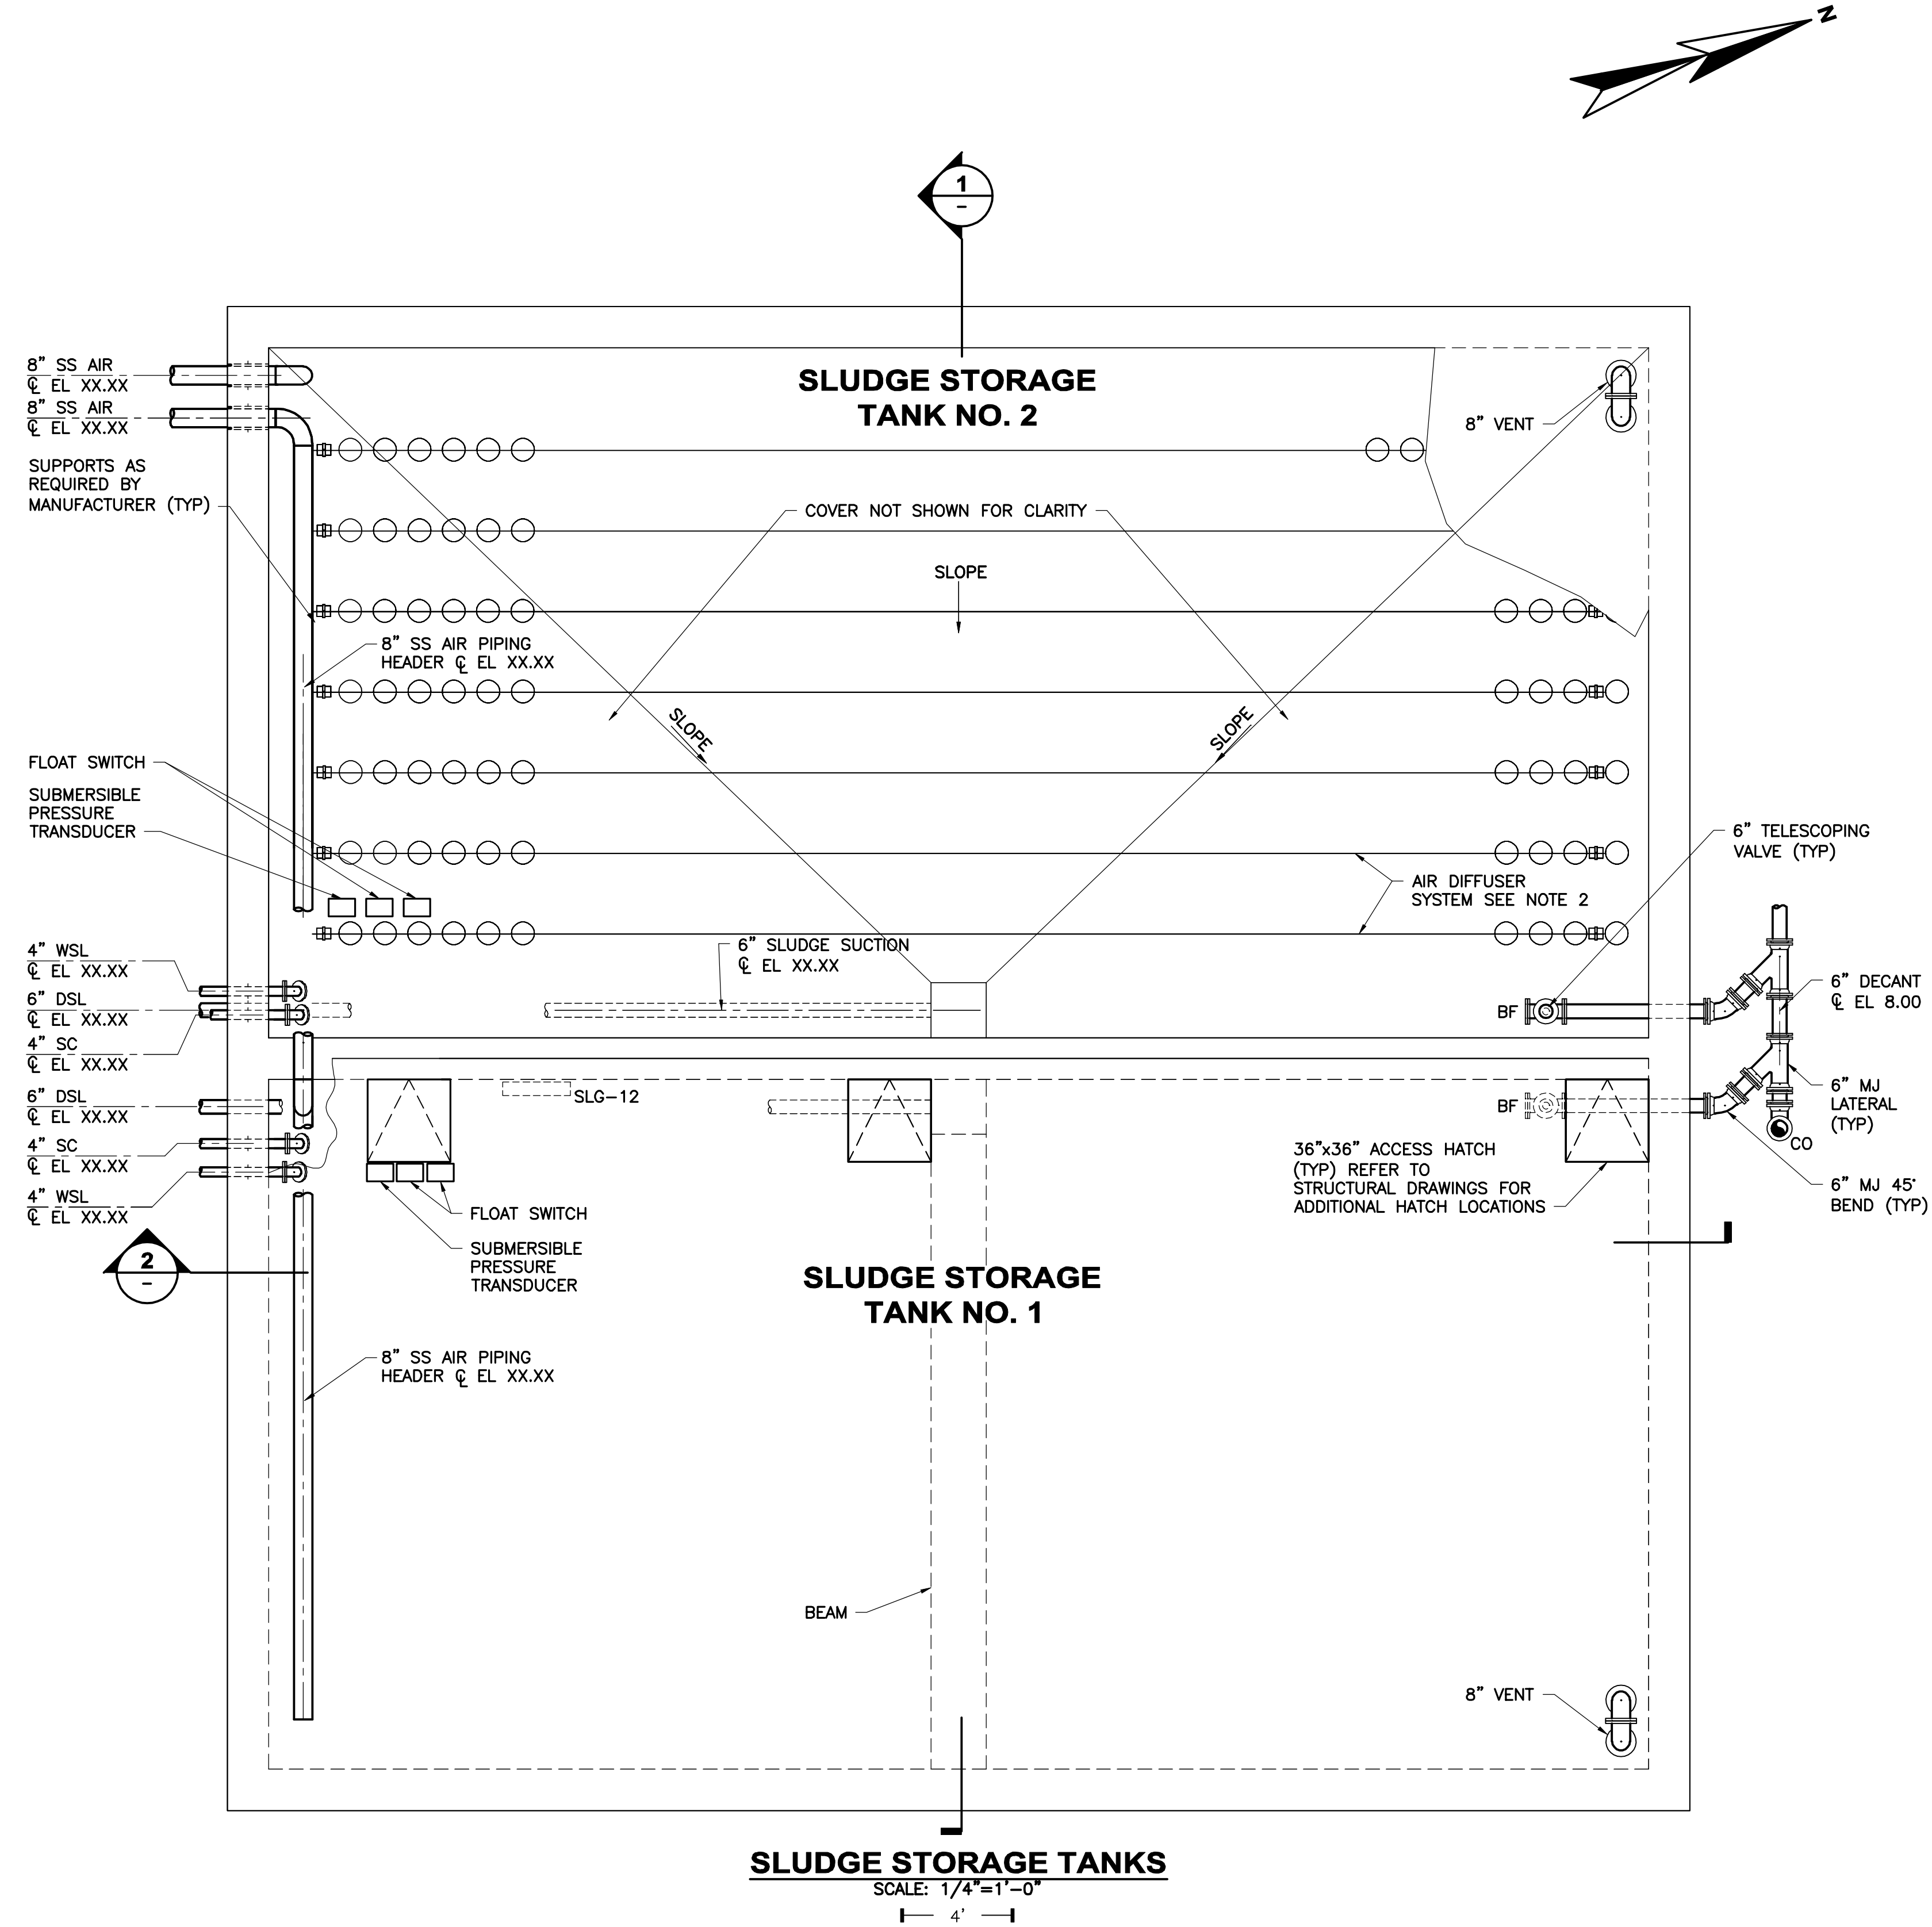 N
1
-
8" SS AIR
℄ EL XX.XX
8" SS AIR
℄ EL XX.XX
SLUDGE STORAGE
TANK NO. 2
8" VENT
SUPPORTS AS
REQUIRED BY
MANUFACTURER (TYP)
COVER NOT SHOWN FOR CLARITY
SLOPE
8" SS AIR PIPING
HEADER ℄ EL XX.XX
SLOPE
SLOPE
FLOAT SWITCH
SUBMERSIBLE
PRESSURE
TRANSDUCER
6" TELESCOPING
VALVE (TYP)
AIR DIFFUSER
SYSTEM SEE NOTE 2
4" WSL
℄ EL XX.XX
6" DSL
℄ EL XX.XX
4" SC
℄ EL XX.XX
6" SLUDGE SUCTION
℄ EL XX.XX
BF
6" DECANT
℄ EL 8.00
6" DSL
℄ EL XX.XX
4" SC
℄ EL XX.XX
4" WSL
℄ EL XX.XX
SLG-12
BF
6" MJ
LATERAL
(TYP)
CO
36"x36" ACCESS HATCH
(TYP) REFER TO
STRUCTURAL DRAWINGS FOR
ADDITIONAL HATCH LOCATIONS
6" MJ 45°
BEND (TYP)
FLOAT SWITCH
SUBMERSIBLE
PRESSURE
TRANSDUCER
2
-
SLUDGE STORAGE
TANK NO. 1
8" SS AIR PIPING
HEADER ℄ EL XX.XX
BEAM
8" VENT
SLUDGE STORAGE TANKS
SCALE: 1/4"=1'-0"
4'